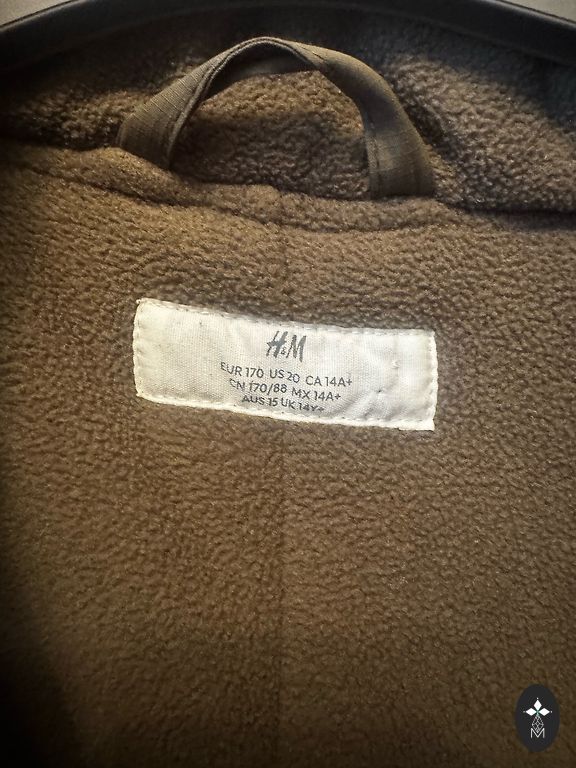 H&M
EUR 170 US 20 CA 14A+
CN 170/88 MX 14A+
AUS 15 UK 14Y+
M